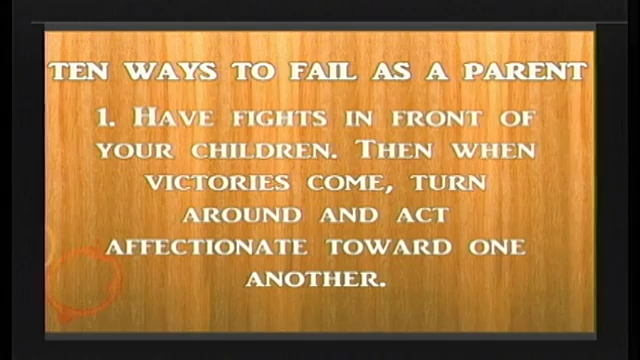 TEN WAYS TO FAIL AS A PARENT
1. HAVE FIGHTS IN FRONT OF
YOUR CHILDREN. THEN WHEN
VICTORIES COME, TURN
AROUND AND ACT
AFFECTIONATE TOWARD ONE
ANOTHER.